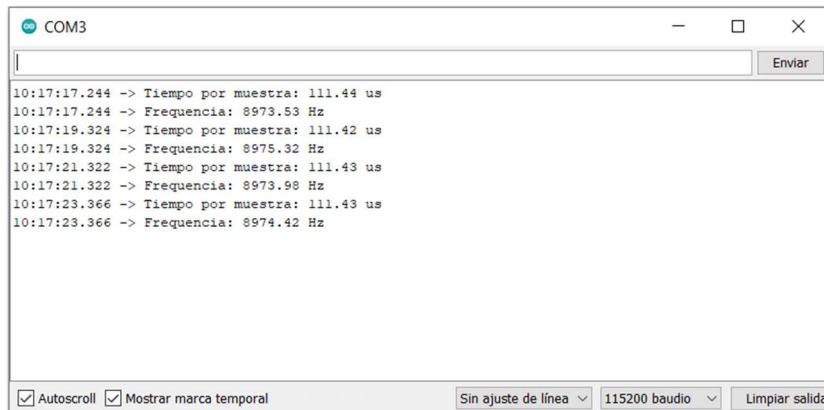 COM3
Enviar
10:17:17.244 -> Tiempo por muestra: 111.44 us
10:17:17.244 -> Frequencia: 8973.53 Hz
10:17:19.324 -> Tiempo por muestra: 111.42 us
10:17:19.324 -> Frequencia: 8975.32 Hz
10:17:21.322 -> Tiempo por muestra: 111.43 us
10:17:21.322 -> Frequencia: 8973.98 Hz
10:17:23.366 -> Tiempo por muestra: 111.43 us
10:17:23.366 -> Frequencia: 8974.42 Hz
Autoscroll Mostrar marca temporal Sin ajuste de línea 115200 baudio Limpiar salida